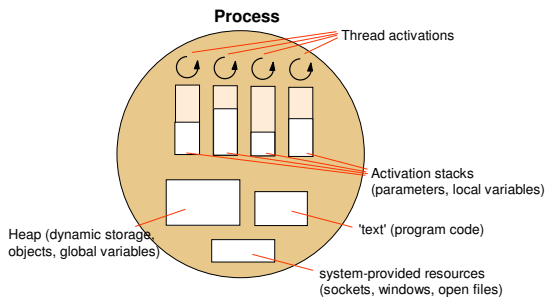 Process
Thread activations
Activation stacks
(parameters, local variables)
'text' (program code)
Heap (dynamic storage,
objects, global variables)
system-provided resources
(sockets, windows, open files)